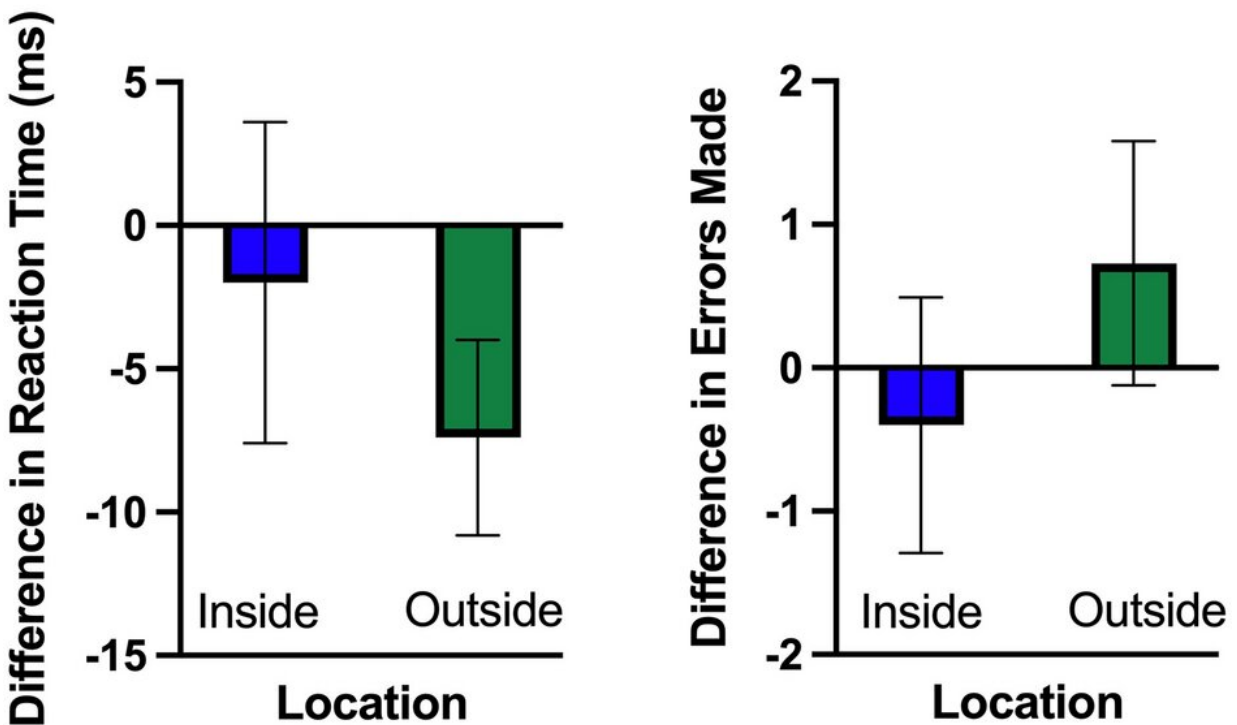 Difference in Reaction Time (ms)
5
0
-5
-10
-15
Inside Outside
Location
Difference in Errors Made
2
1
0
-1
-2
Inside Outside
Location